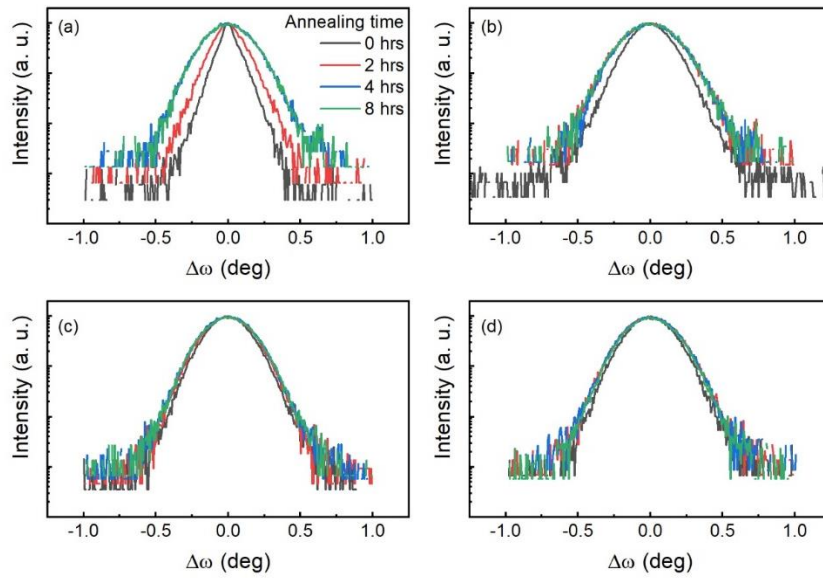 (a)
Annealing time
0 hrs
2 hrs
4 hrs
8 hrs
Intensity (a. u.)
-1.0 -0.5 0.0 0.5 1.0
Δω (deg)
(b)
Intensity (a. u.)
-1.0 -0.5 0.0 0.5 1.0
Δω (deg)
(c)
Intensity (a. u.)
-1.0 -0.5 0.0 0.5 1.0
Δω (deg)
(d)
Intensity (a. u.)
-1.0 -0.5 0.0 0.5 1.0
Δω (deg)